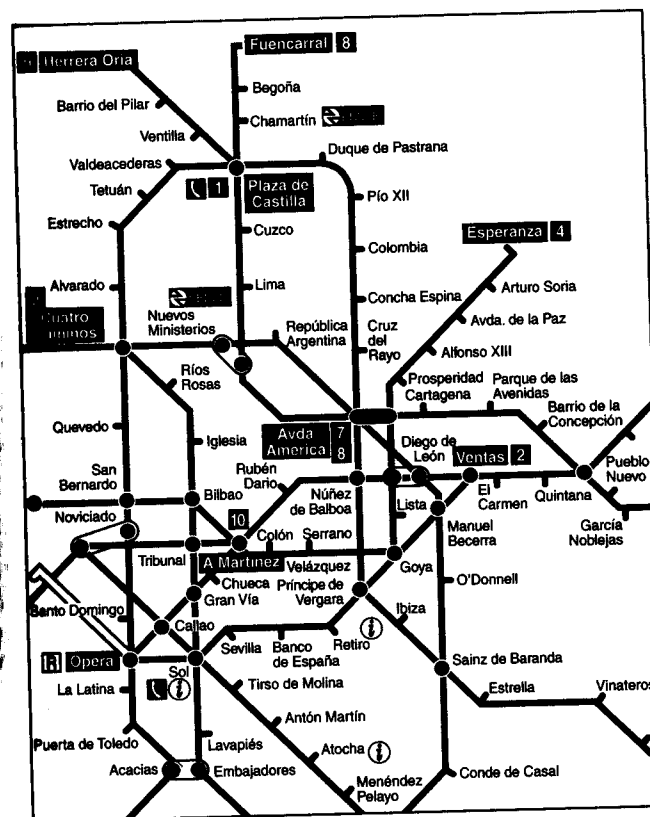 Fuencarral 8
Herrera Oria
Begoña
Barrio del Pilar
Chamartín
Ventilla
Duque de Pastrana
Valdeacederas
1
Plaza de
Castilla
Tetuán
Pío XII
Estrecho
Cuzco
Esperanza 4
Colombia
Alvarado
Lima
Arturo Soria
Concha Espina
Nuevos
Ministerios
República
Argentina
Cruz
del
Rayo
Avda. de la Paz
Alfonso XIII
Ríos
Rosas
Prosperidad
Cartagena
Parque de las
Avenidas
Barrio de la
Concepción
Quevedo
Iglesia
Avda
America
7
8
Diego de
León
Ventas 2
Pueblo
Nuevo
San
Bernardo
Rubén
Dario
Bilbao
Núñez
de Balboa
El
Carmen
Quintana
Noviciado
10
Lista
Manuel
Becerra
García
Noblejas
Colón
Serrano
Tribunal
A Martinez
Velázquez
Goya
Chueca
Príncipe de
Vergara
O'Donnell
Gran Vía
Santo Domingo
Callao
Ibiza
R Opera
Sevilla
Banco
de España
Retiro
i
Sol
Sainz de Baranda
La Latina
i
Tirso de Molina
Estrella
Vinateros
Puerta de Toledo
Lavapiés
Antón Martín
Atocha
i
Acacias
Embajadores
Menéndez
Pelayo
Conde de Casal